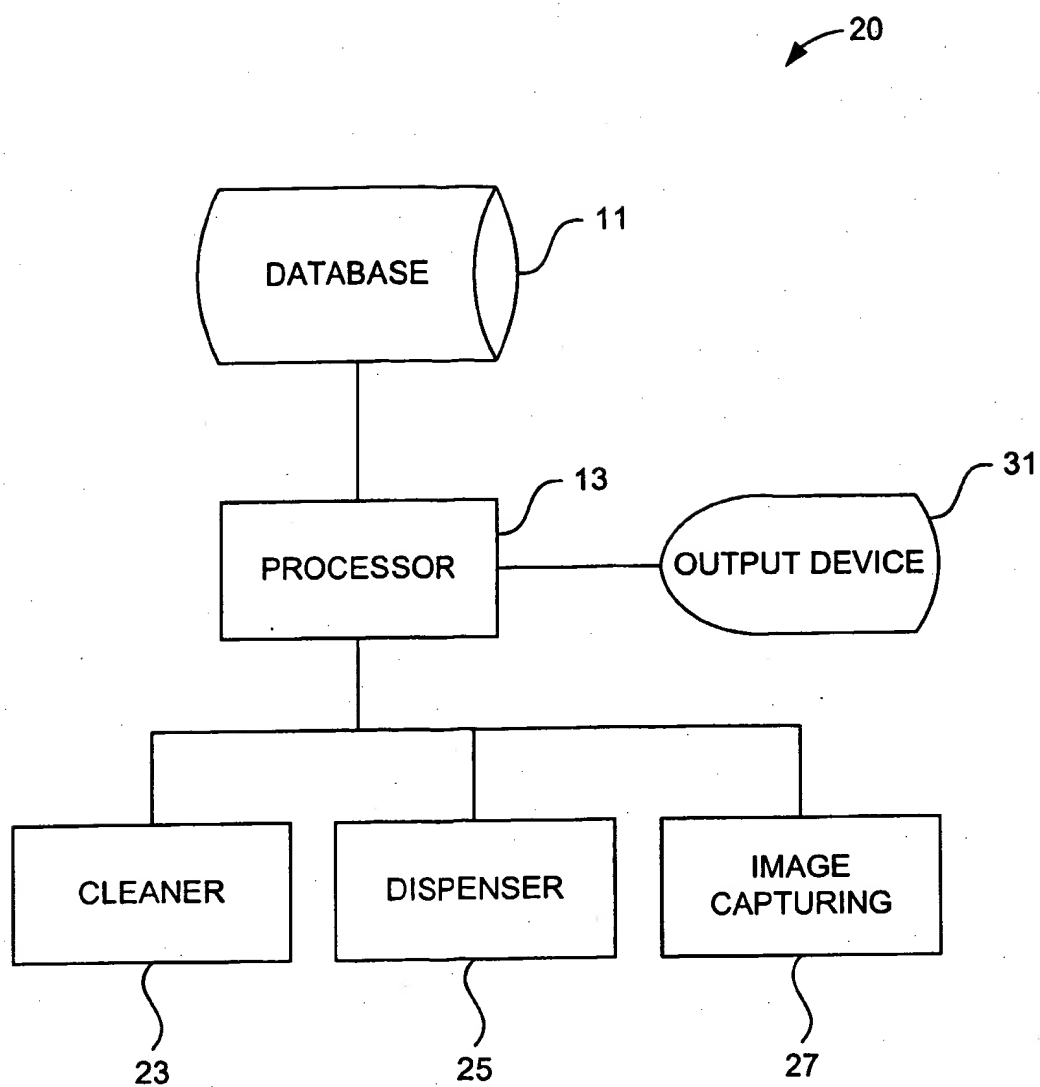 20
11
DATABASE
13
31
PROCESSOR
OUTPUT DEVICE
CLEANER
DISPENSER
IMAGE
CAPTURING
23
25
27